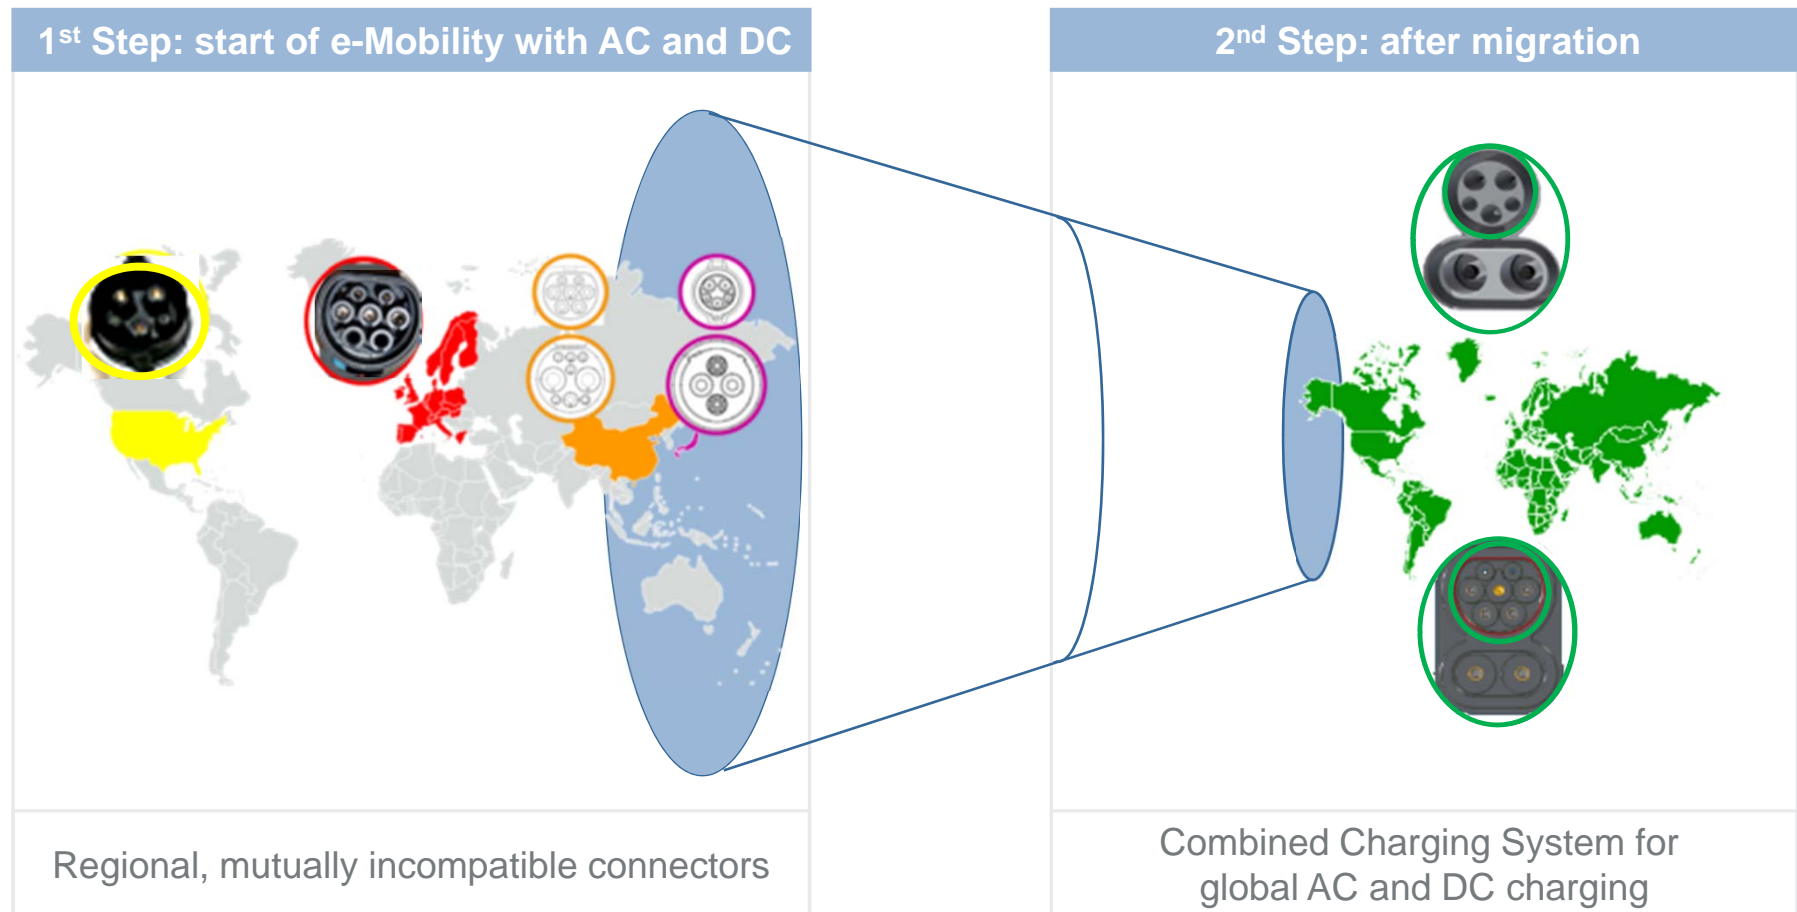 1st Step: start of e-Mobility with AC and DC
2nd Step: after migration
Regional, mutually incompatible connectors
Combined Charging System for
global AC and DC charging